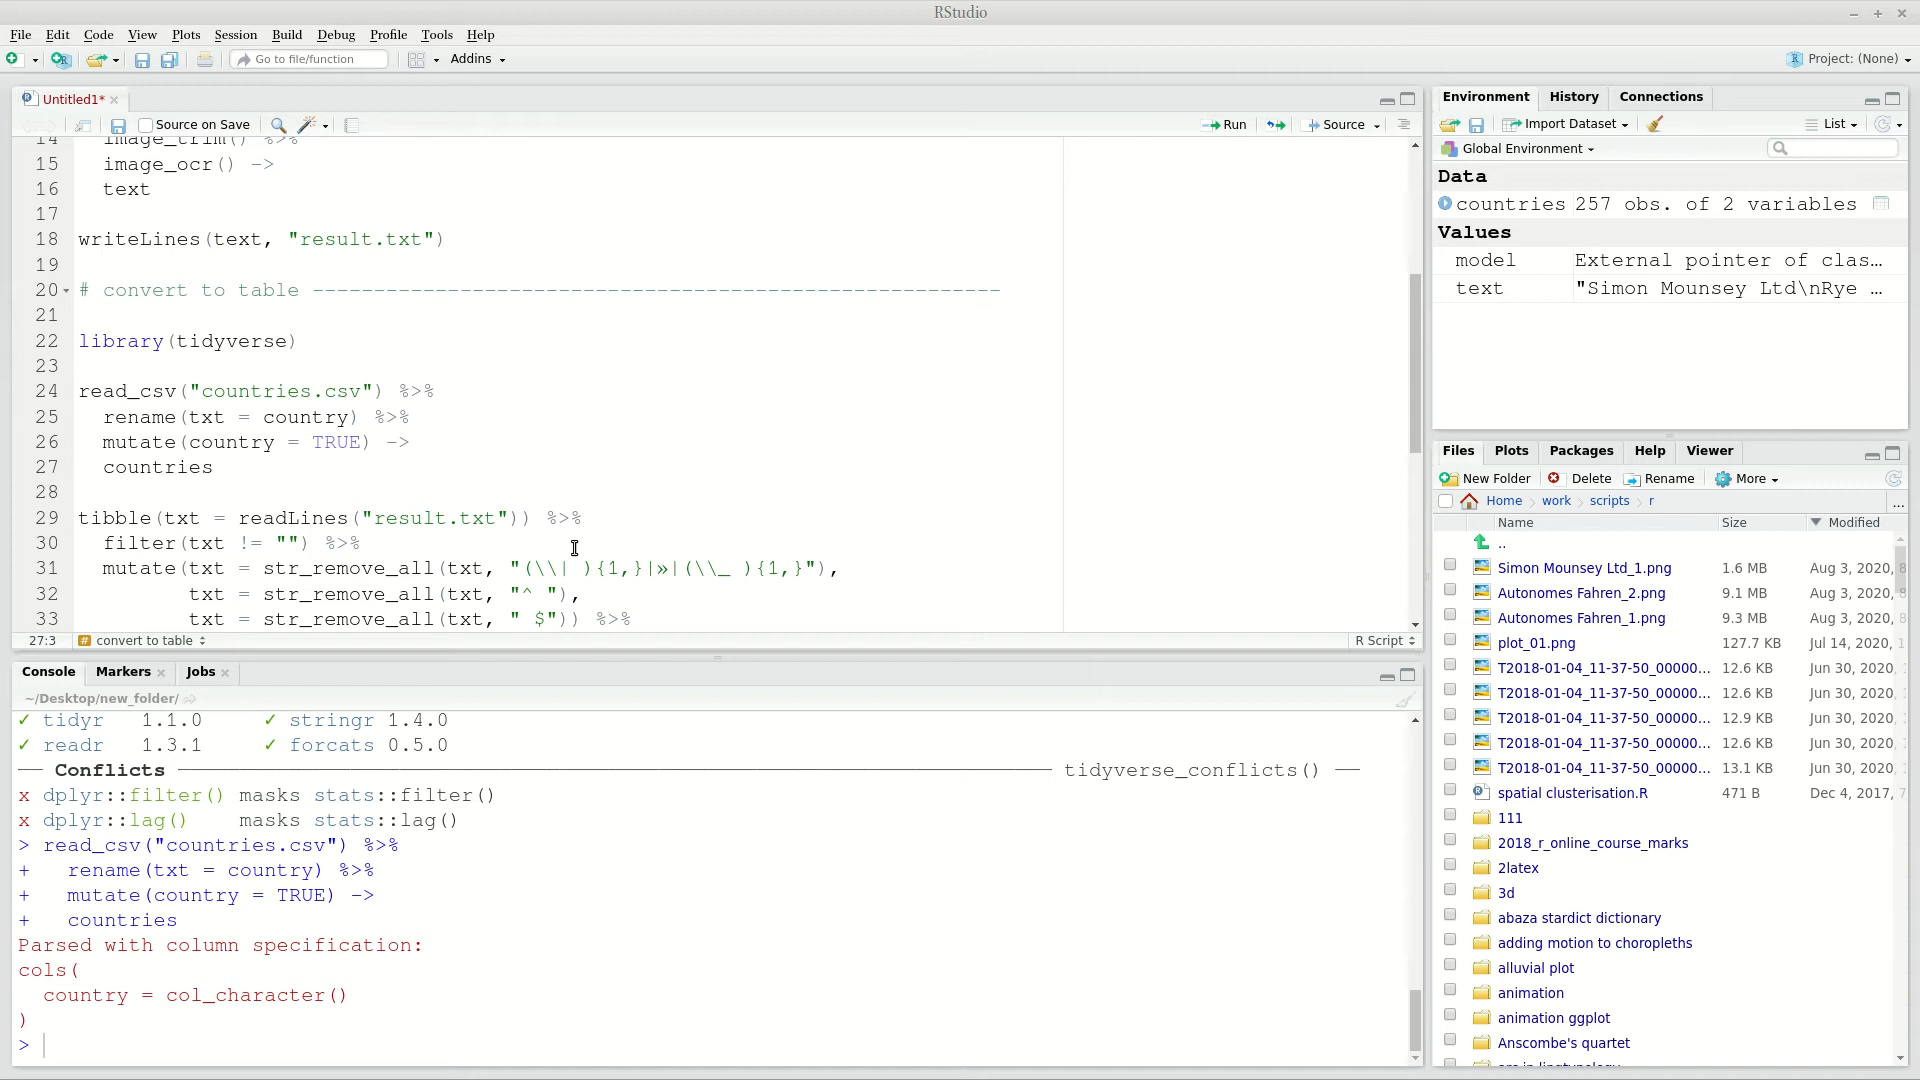 RStudio
File Edit Code View Plots Session Build Debug Profile Tools Help
Go to file/function Addins Project: (None)
Untitled1*
Source on Save Run Source
14 image_trim() %>%
15 image_ocr() ->
16 text
17
18 writeLines(text, "result.txt")
19
20 # convert to table --------------------------------------------------------
21
22 library(tidyverse)
23
24 read_csv("countries.csv") %>%
25 rename(txt = country) %>%
26 mutate(country = TRUE) ->
27 countries
28
29 tibble(txt = readLines("result.txt")) %>%
30 filter(txt != "") %>%
31 mutate(txt = str_remove_all(txt, "(\\| ){1,}|»|(\\_ ){1,}"),
32 txt = str_remove_all(txt, "^ "),
33 txt = str_remove_all(txt, " $")) %>%
27:3 # convert to table R Script
Console Markers Jobs
~/Desktop/new_folder/
✓ tidyr 1.1.0 ✓ stringr 1.4.0
✓ readr 1.3.1 ✓ forcats 0.5.0
── Conflicts ──────────────────── tidyverse_conflicts() ──
x dplyr::filter() masks stats::filter()
x dplyr::lag() masks stats::lag()
> read_csv("countries.csv") %>%
+ rename(txt = country) %>%
+ mutate(country = TRUE) ->
+ countries
Parsed with column specification:
cols(
country = col_character()
)
>
Environment History Connections
Import Dataset List
Global Environment
Data
countries 257 obs. of 2 variables
Values
model External pointer of clas…
text "Simon Mounsey Ltd\nRye …
Files Plots Packages Help Viewer
New Folder Delete Rename More
Home work scripts r ...
Name Size Modified
..
Simon Mounsey Ltd_1.png 1.6 MB Aug 3, 2020,
Autonomes Fahren_2.png 9.1 MB Aug 3, 2020,
Autonomes Fahren_1.png 9.3 MB Aug 3, 2020,
plot_01.png 127.7 KB Jul 14, 2020,
T2018-01-04_11-37-50_00000... 12.6 KB Jun 30, 2020,
T2018-01-04_11-37-50_00000... 12.6 KB Jun 30, 2020,
T2018-01-04_11-37-50_00000... 12.9 KB Jun 30, 2020,
T2018-01-04_11-37-50_00000... 12.6 KB Jun 30, 2020,
T2018-01-04_11-37-50_00000... 13.1 KB Jun 30, 2020,
spatial clusterisation.R 471 B Dec 4, 2017,
111
2018_r_online_course_marks
2latex
3d
abaza stardict dictionary
adding motion to choropleths
alluvial plot
animation
animation ggplot
Anscombe's quartet